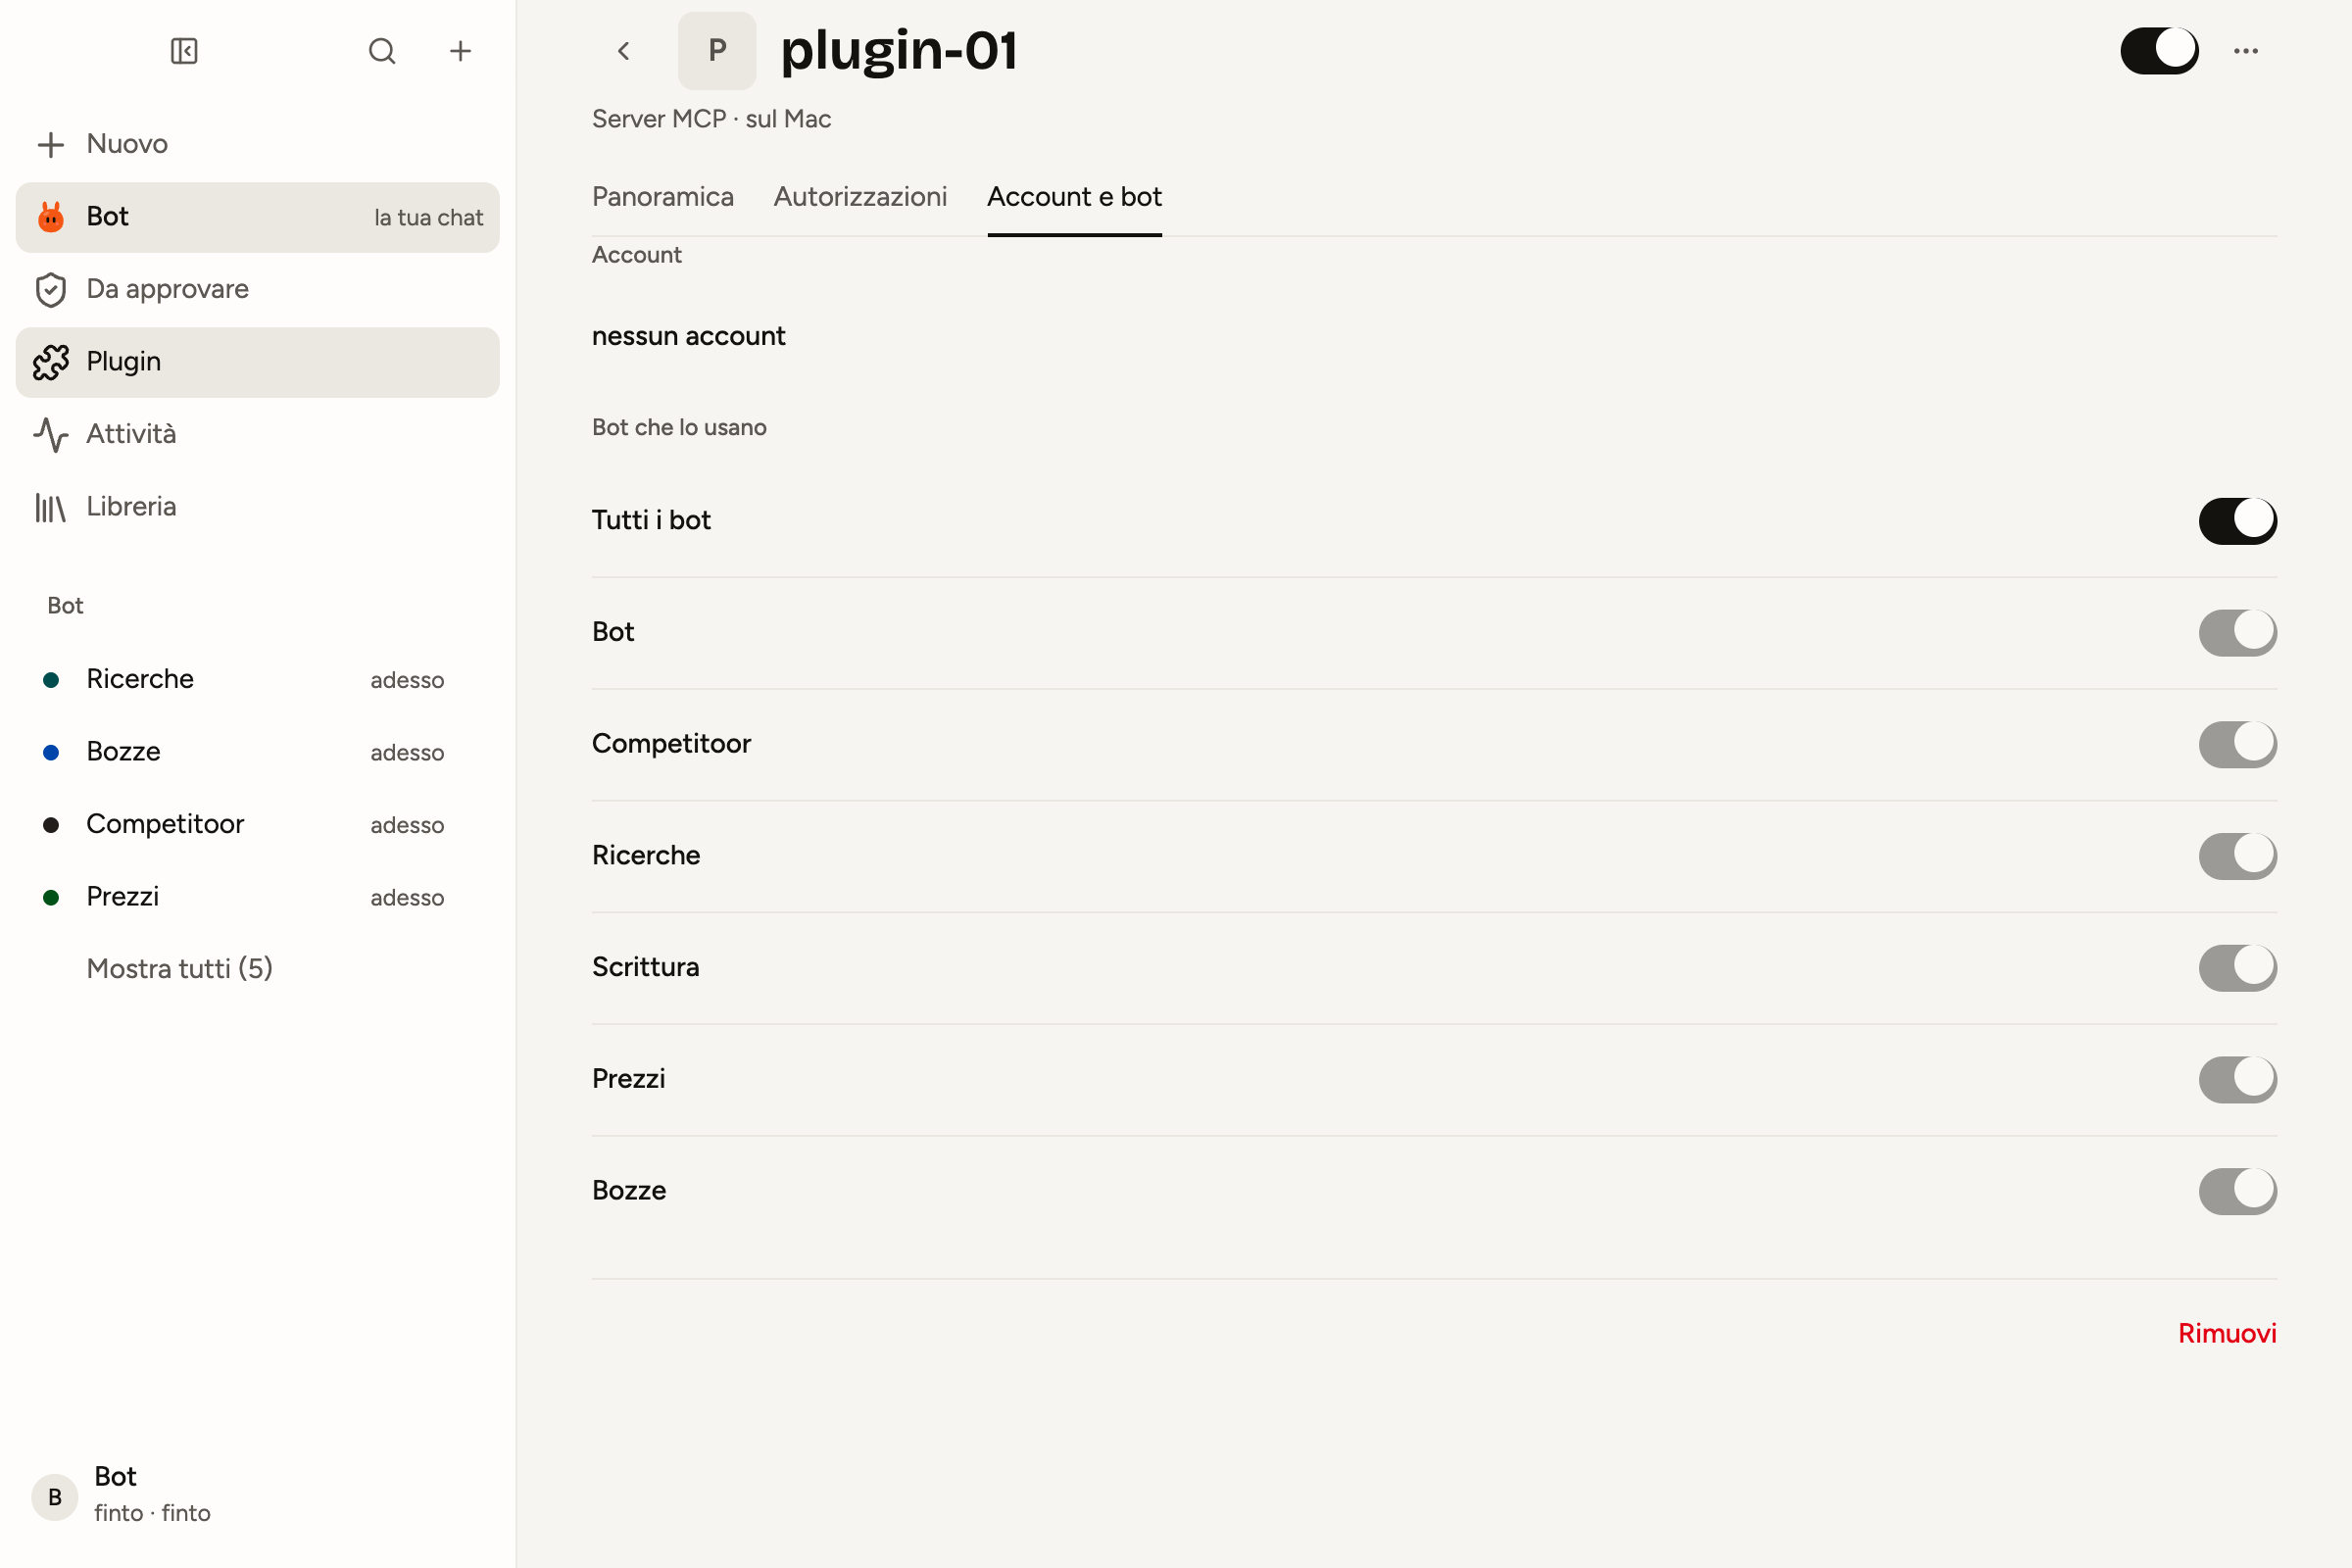 Nuovo
Bot la tua chat
Da approvare
Plugin
Attività
Libreria
Bot
Ricerche adesso
Bozze adesso
Competitoor adesso
Prezzi adesso
Mostra tutti (5)
B
Bot
finto · finto
P plugin-01
Server MCP · sul Mac
Panoramica Autorizzazioni Account e bot
Account
nessun account
Bot che lo usano
Tutti i bot
Bot
Competitoor
Ricerche
Scrittura
Prezzi
Bozze
Rimuovi